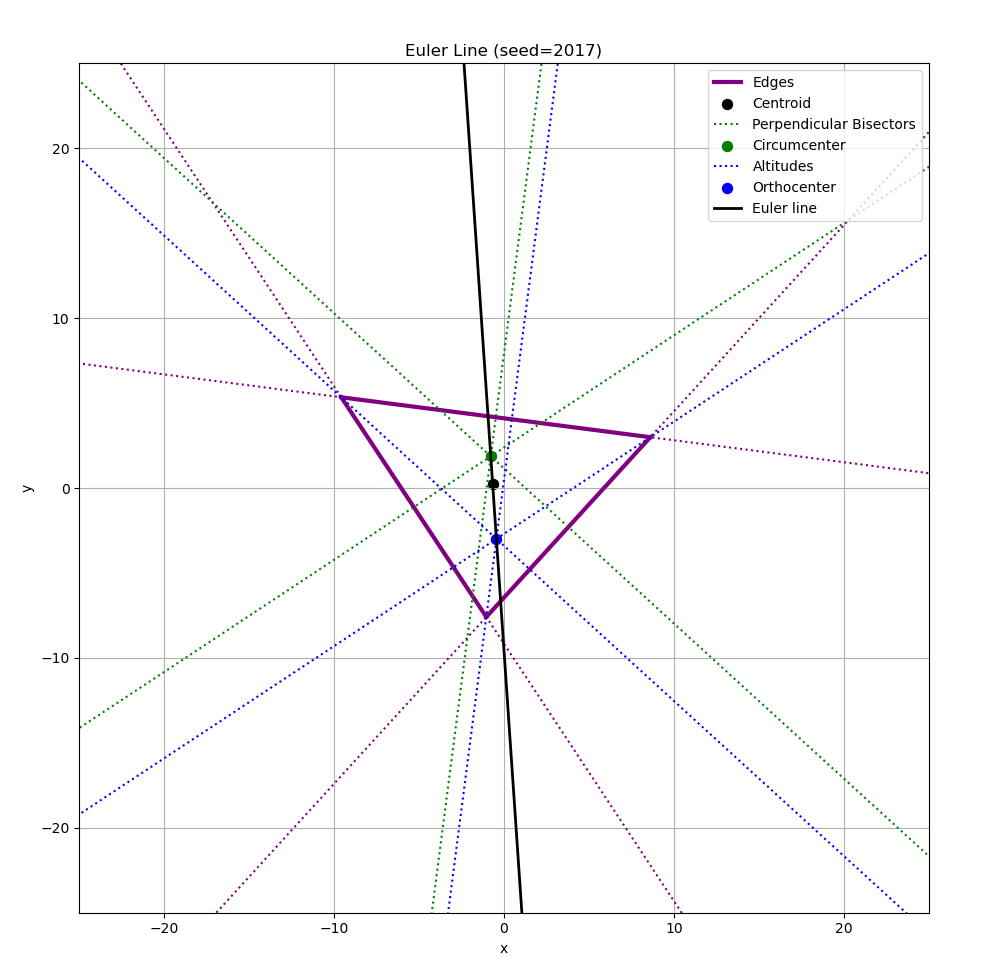 Euler Line (seed=2017)
Edges
Centroid
Perpendicular Bisectors
Circumcenter
Altitudes
Orthocenter
Euler line
20
10
0
−10
−20
y
−20 −10 0 10 20
x